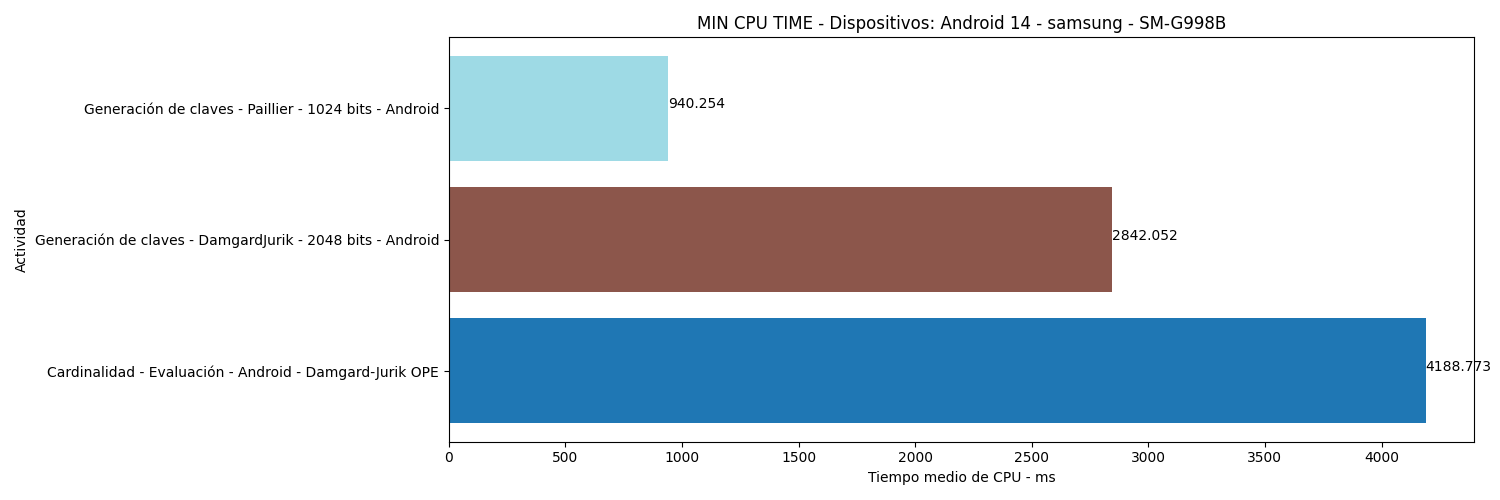 MIN CPU TIME - Dispositivos: Android 14 - samsung - SM-G998B
Actividad
Generación de claves - Paillier - 1024 bits - Android
940.254
Generación de claves - DamgardJurik - 2048 bits - Android
2842.052
Cardinalidad - Evaluación - Android - Damgard-Jurik OPE
4188.773
0 500 1000 1500 2000 2500 3000 3500 4000
Tiempo medio de CPU - ms